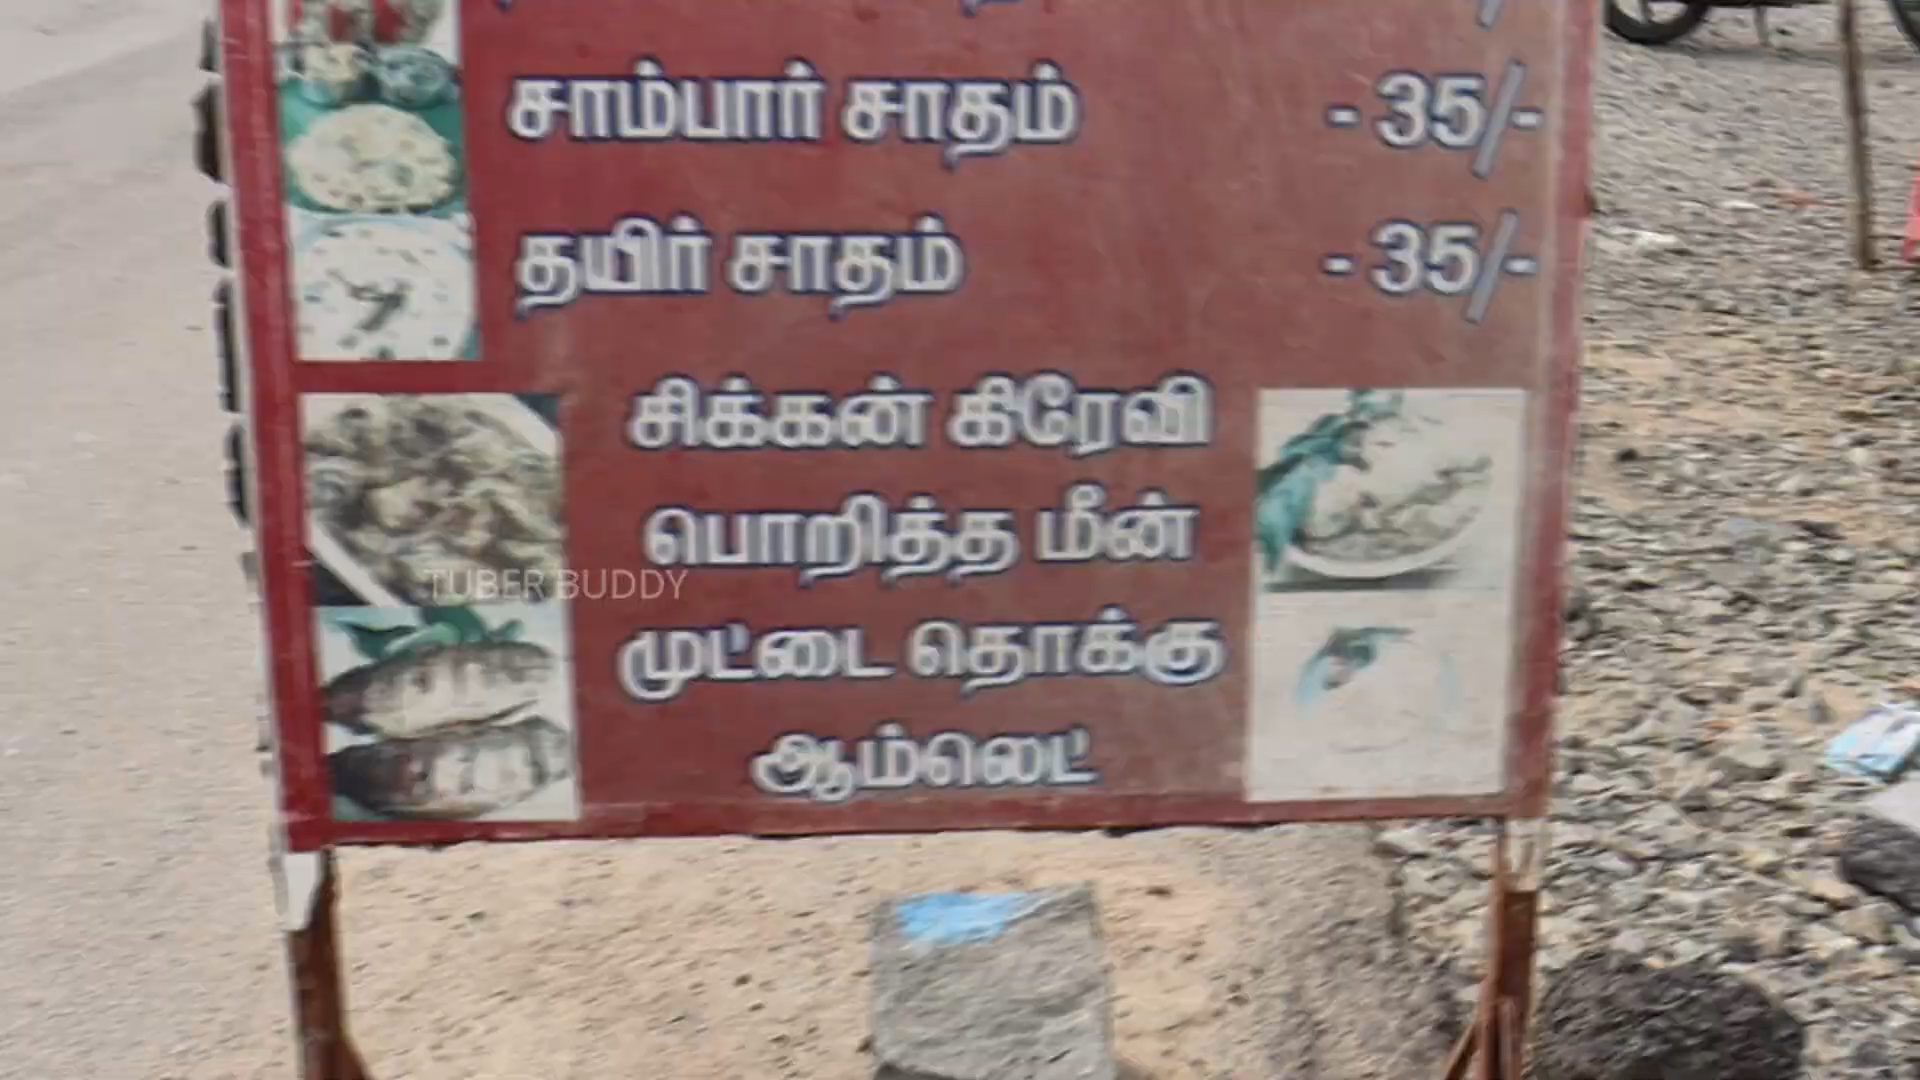 சாம்பார் சாதம் - 35/-
தயிர் சாதம் - 35/-
சிக்கன் கிரேவி
பொறித்த மீன்
TUBER BUDDY
முட்டை தொக்கு
ஆம்லெட்